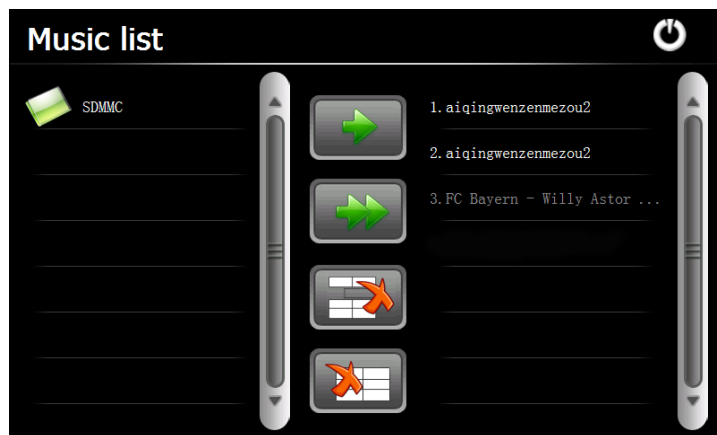 Music list
SDMMC
1.aiqingwenzenmezou2
2.aiqingwenzenmezou2
3.FC Bayern - Willy Astor ...